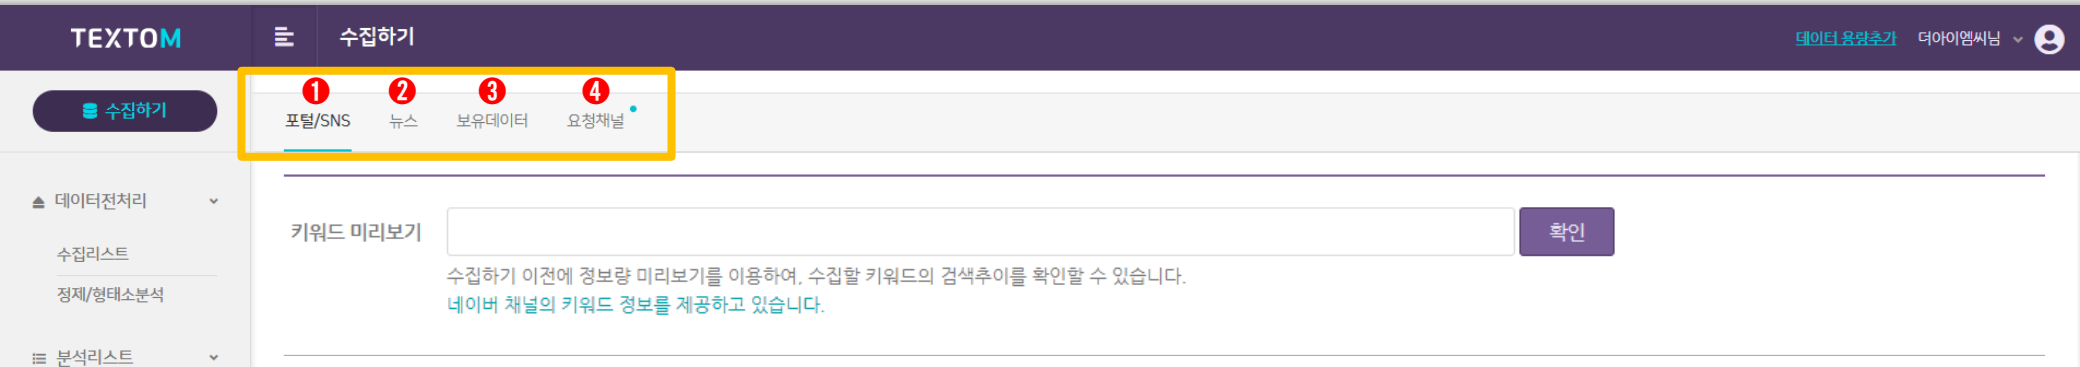 TEXTOM
수집하기
데이터 용량추가
더아이엠씨님
수집하기
1 2 3 4
포털/SNS 뉴스 보유데이터 요청채널
데이터전처리
수집리스트
정제/형태소분석
분석리스트
키워드 미리보기
확인
수집하기 이전에 정보량 미리보기를 이용하여, 수집할 키워드의 검색추이를 확인할 수 있습니다.
네이버 채널의 키워드 정보를 제공하고 있습니다.